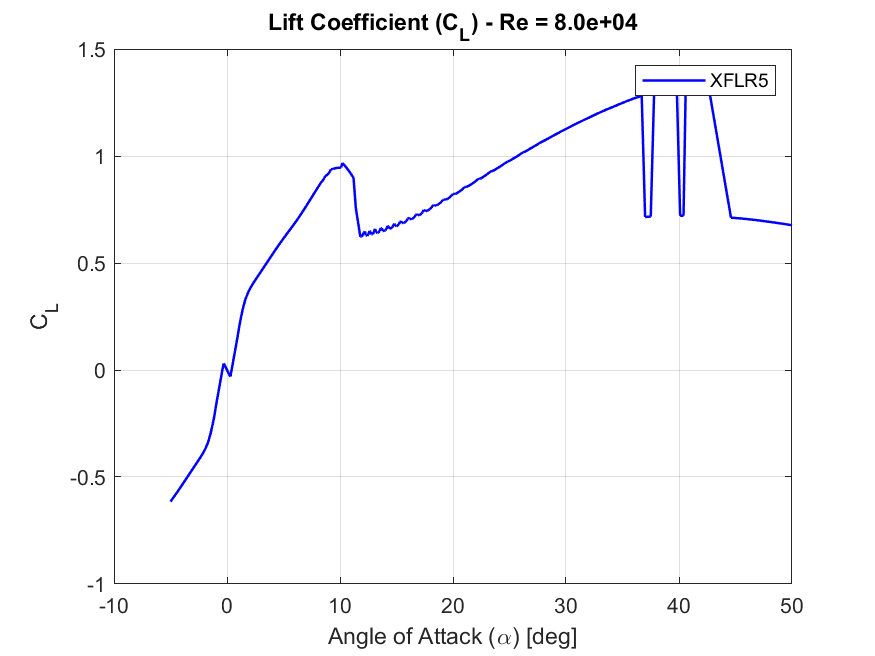 Lift Coefficient (C_L) - Re = 8.0e+04
XFLR5
1.5
1
0.5
0
-0.5
-1
C_L
-10 0 10 20 30 40 50
Angle of Attack (α) [deg]